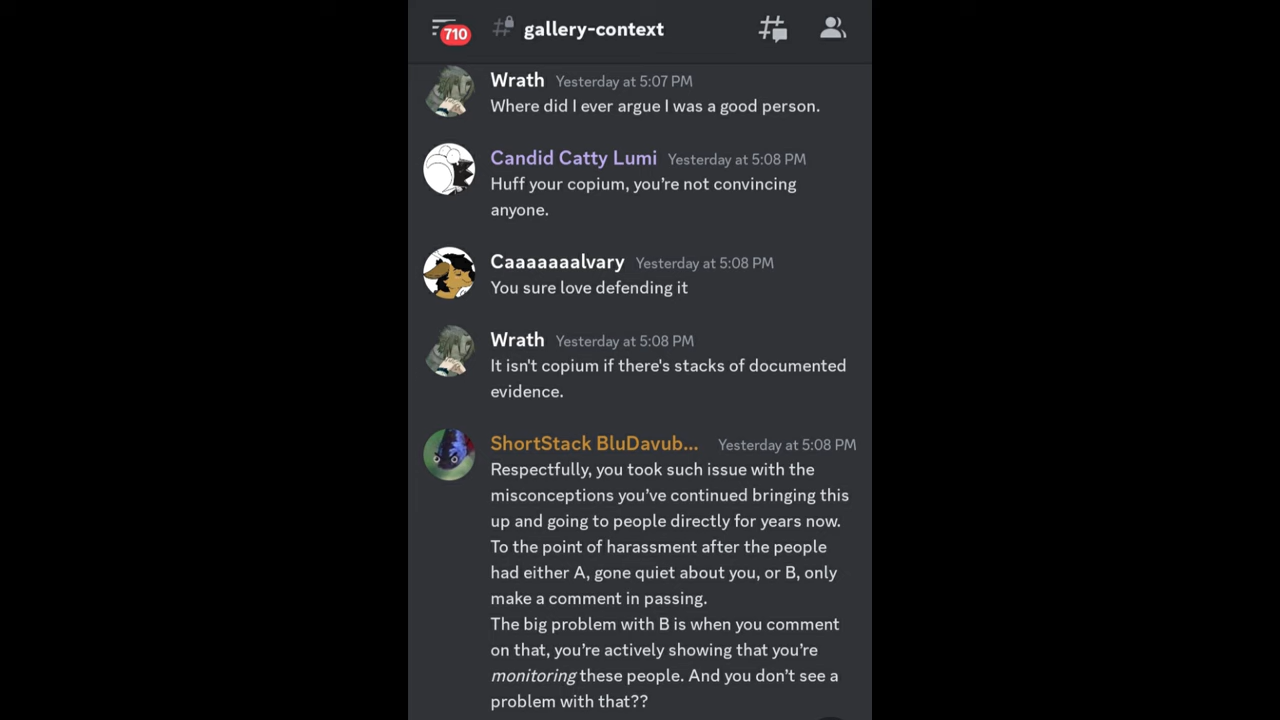 710
gallery-context
Wrath Yesterday at 5:07 PM
Where did I ever argue I was a good person.
Candid Catty Lumi Yesterday at 5:08 PM
Huff your copium, you're not convincing
anyone.
Caaaaaaalvary Yesterday at 5:08 PM
You sure love defending it
Wrath Yesterday at 5:08 PM
It isn't copium if there's stacks of documented
evidence.
ShortStack BluDavub... Yesterday at 5:08 PM
Respectfully, you took such issue with the
misconceptions you've continued bringing this
up and going to people directly for years now.
To the point of harassment after the people
had either A, gone quiet about you, or B, only
make a comment in passing.
The big problem with B is when you comment
on that, you're actively showing that you're
monitoring these people. And you don't see a
problem with that??